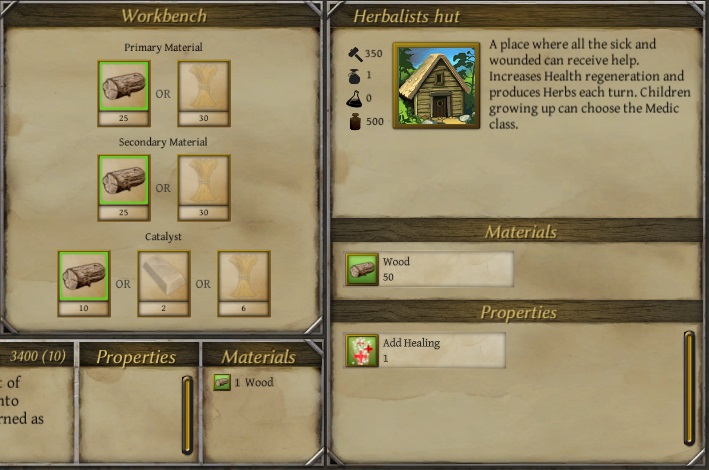 Workbench
Primary Material
OR
25
30
Secondary Material
OR
25
30
Catalyst
OR
OR
10
2
6
3400 (10)
Properties
Materials
t of
nto
rned as
1 Wood
Herbalists hut
350
1
0
500
A place where all the sick and
wounded can receive help.
Increases Health regeneration and
produces Herbs each turn. Children
growing up can choose the Medic
class.
Materials
Wood
50
Properties
Add Healing
1